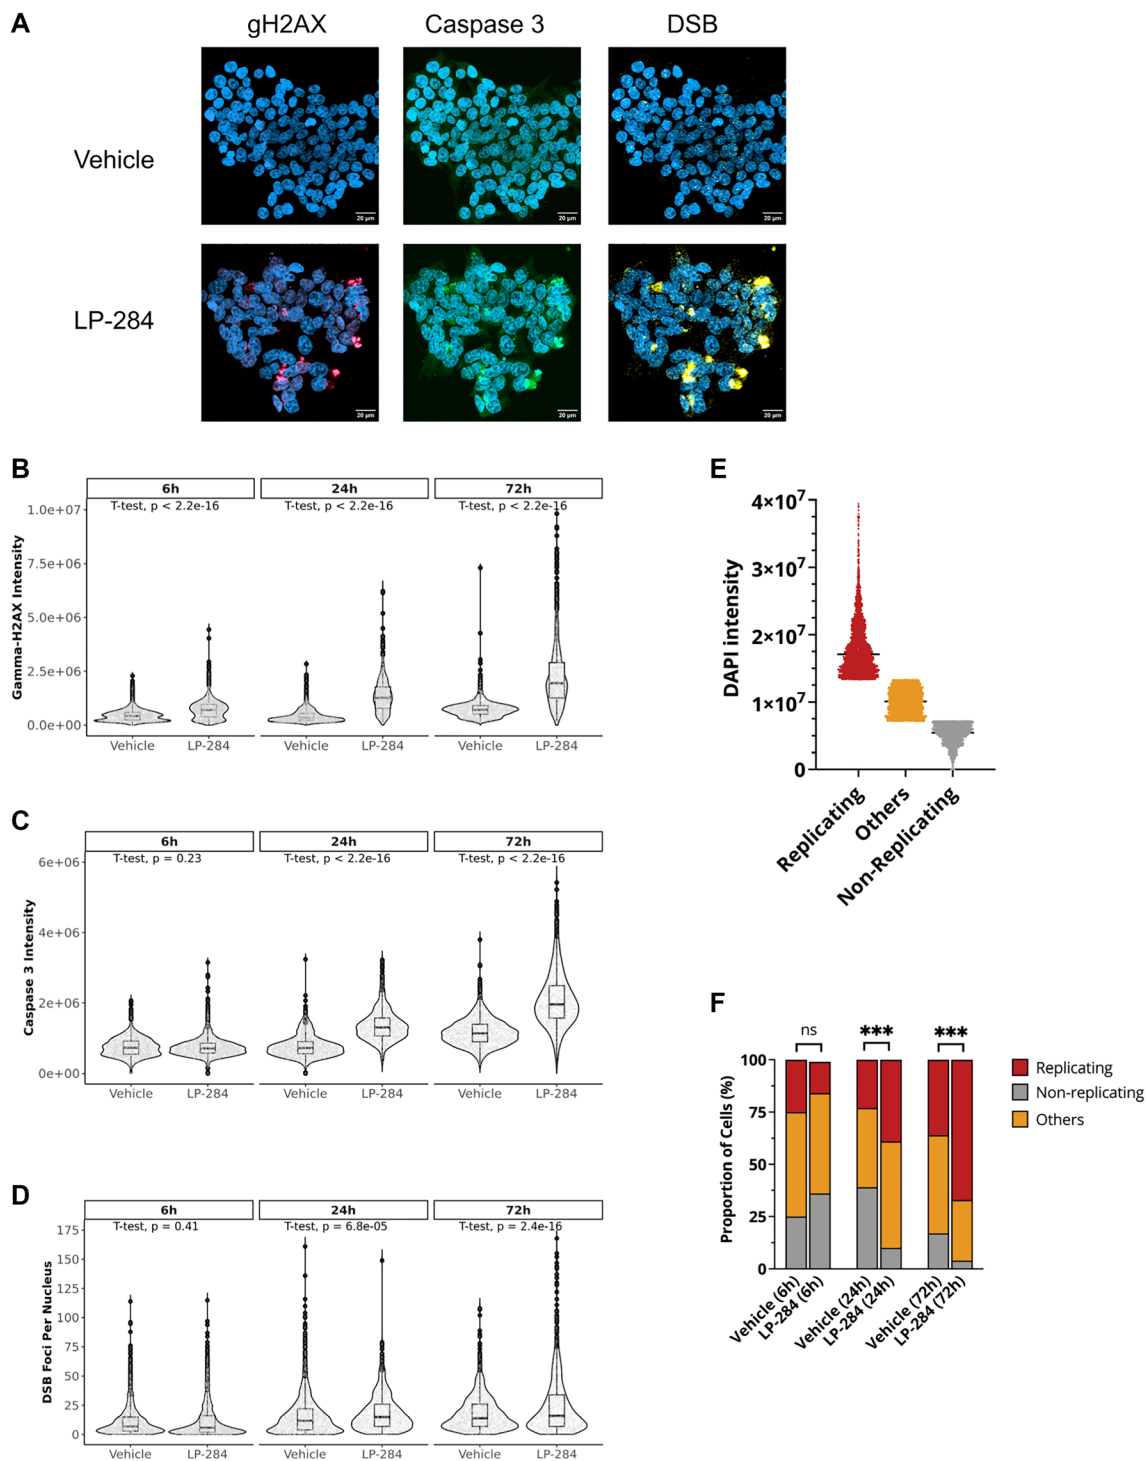 A
gH2AX
Caspase 3
DSB
Vehicle
20 µm
20 µm
20 µm
LP-284
20 µm
20 µm
20 µm
B
6h
24h
72h
T-test, p < 2.2e-16
T-test, p < 2.2e-16
T-test, p < 2.2e-16
Gamma-H2AX Intensity
1.0e+07
7.5e+06
5.0e+06
2.5e+06
0.0e+00
Vehicle
LP-284
Vehicle
LP-284
Vehicle
LP-284
C
6h
24h
72h
T-test, p = 0.23
T-test, p < 2.2e-16
T-test, p < 2.2e-16
Caspase 3 Intensity
6e+06
4e+06
2e+06
0e+00
Vehicle
LP-284
Vehicle
LP-284
Vehicle
LP-284
D
6h
24h
72h
T-test, p = 0.41
T-test, p = 6.8e-05
T-test, p = 2.4e-16
DSB Foci Per Nucleus
175
150
125
100
75
50
25
0
Vehicle
LP-284
Vehicle
LP-284
Vehicle
LP-284
E
DAPI intensity
4×10⁷
3×10⁷
2×10⁷
1×10⁷
0
Replicating
Others
Non-Replicating
F
ns
***
***
Proportion of Cells (%)
100
75
50
25
0
Vehicle (6h)
LP-284 (6h)
Vehicle (24h)
LP-284 (24h)
Vehicle (72h)
LP-284 (72h)
Replicating
Non-replicating
Others